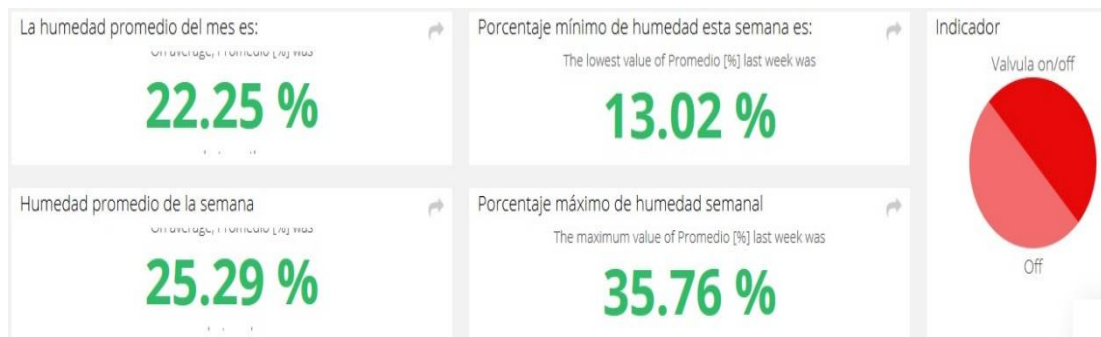 La humedad promedio del mes es:
22.25 %
Porcentaje mínimo de humedad esta semana es:
The lowest value of Promedio [%] last week was
13.02 %
Indicador
Valvula on/off
Off
Humedad promedio de la semana
25.29 %
Porcentaje máximo de humedad semanal
The maximum value of Promedio [%] last week was
35.76 %